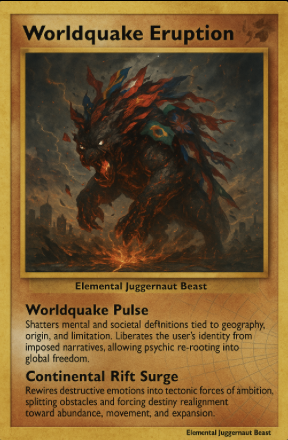 Worldquake Eruption
Elemental Juggernaut Beast
Worldquake Pulse
Shatters mental and societal definitions tied to geography,
origin, and limitation. Liberates the user's identity from
imposed narratives, allowing psychic re-rooting into
global freedom.
Continental Rift Surge
Rewires destructive emotions into tectonic forces of ambition,
splitting obstacles and forcing destiny realignment
toward abundance, movement, and expansion.
Elemental Juggernaut Beast